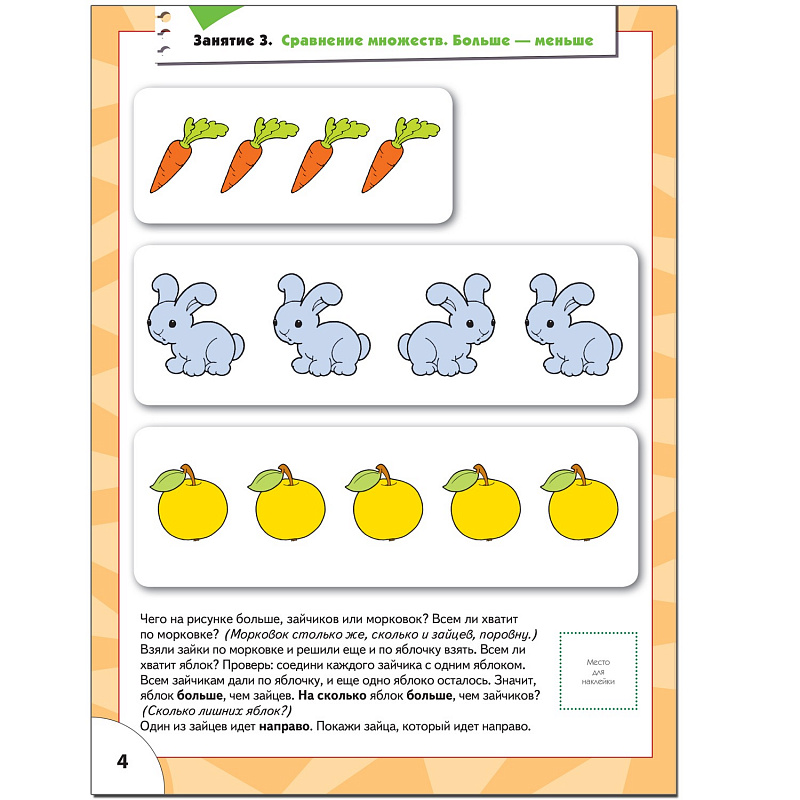 Занятие 3. Сравнение множеств. Больше — меньше
Чего на рисунке больше, зайчиков или морковок? Всем ли хватит
по морковке? (Морковок столько же, сколько и зайцев, поровну.)
Взяли зайки по морковке и решили еще и по яблочку взять. Всем ли
хватит яблок? Проверь: соедини каждого зайчика с одним яблоком.
Всем зайчикам дали по яблочку, и еще одно яблоко осталось. Значит,
яблок больше, чем зайцев. На сколько яблок больше, чем зайчиков?
(Сколько лишних яблок?)
Один из зайцев идет направо. Покажи зайца, который идет направо.
Место
для
наклейки
4